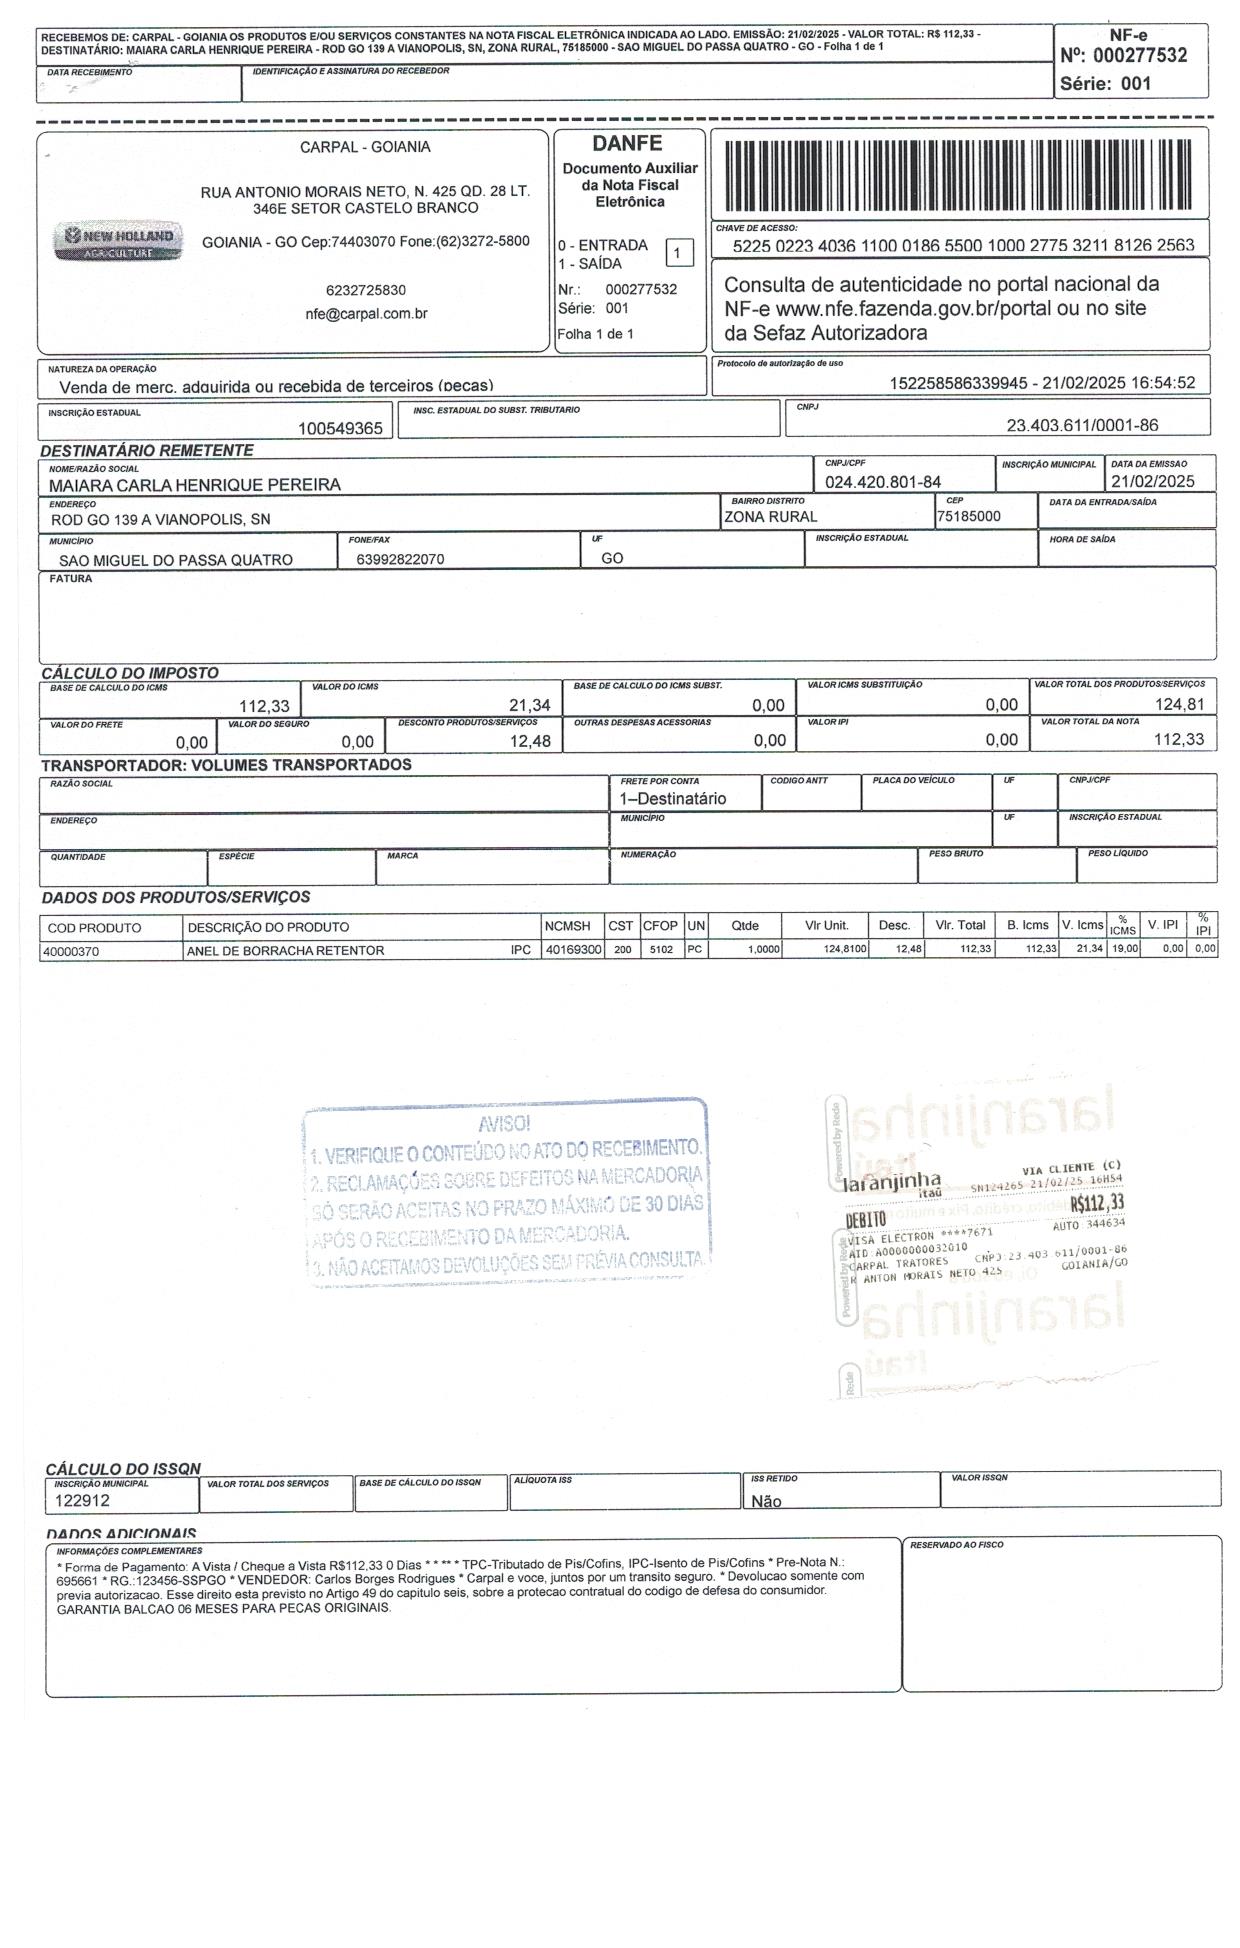 RECEBEMOS DE: CARPAL - GOIANIA OS PRODUTOS E/OU SERVIÇOS CONSTANTES NA NOTA FISCAL ELETRÔNICA INDICADA AO LADO. EMISSÃO: 21/02/2025 - VALOR TOTAL: R$ 112,33 -
DESTINATÁRIO: MAIARA CARLA HENRIQUE PEREIRA - ROD GO 139 A VIANOPOLIS, SN, ZONA RURAL, 75185000 - SAO MIGUEL DO PASSA QUATRO - GO - Folha 1 de 1
DATA RECEBIMENTO
IDENTIFICAÇÃO E ASSINATURA DO RECEBEDOR
NF-e
Nº: 000277532
Série: 001
NEW HOLLAND
AGRICULTURE
CARPAL - GOIANIA
RUA ANTONIO MORAIS NETO, N. 425 QD. 28 LT.
346E SETOR CASTELO BRANCO
GOIANIA - GO Cep:74403070 Fone:(62)3272-5800
6232725830
nfe@carpal.com.br
DANFE
Documento Auxiliar
da Nota Fiscal
Eletrônica
0 - ENTRADA
1 - SAÍDA
1
Nr.: 000277532
Série: 001
Folha 1 de 1
CHAVE DE ACESSO:
5225 0223 4036 1100 0186 5500 1000 2775 3211 8126 2563
Consulta de autenticidade no portal nacional da
NF-e www.nfe.fazenda.gov.br/portal ou no site
da Sefaz Autorizadora
NATUREZA DA OPERAÇÃO
Venda de merc. adquirida ou recebida de terceiros (pecas)
Protocolo de autorização de uso
152258586339945 - 21/02/2025 16:54:52
INSCRIÇÃO ESTADUAL
100549365
INSC. ESTADUAL DO SUBST. TRIBUTARIO
CNPJ
23.403.611/0001-86
DESTINATÁRIO REMETENTE
NOME/RAZÃO SOCIAL
MAIARA CARLA HENRIQUE PEREIRA
CNPJ/CPF
024.420.801-84
INSCRIÇÃO MUNICIPAL
DATA DA EMISSAO
21/02/2025
ENDEREÇO
ROD GO 139 A VIANOPOLIS, SN
BAIRRO DISTRITO
ZONA RURAL
CEP
75185000
DATA DA ENTRADA/SAÍDA
MUNICÍPIO
SAO MIGUEL DO PASSA QUATRO
FONE/FAX
63992822070
UF
GO
INSCRIÇÃO ESTADUAL
HORA DE SAÍDA
FATURA
CÁLCULO DO IMPOSTO
BASE DE CALCULO DO ICMS
112,33
VALOR DO ICMS
21,34
BASE DE CALCULO DO ICMS SUBST.
0,00
VALOR ICMS SUBSTITUIÇÃO
0,00
VALOR TOTAL DOS PRODUTOS/SERVIÇOS
124,81
VALOR DO FRETE
0,00
VALOR DO SEGURO
0,00
DESCONTO PRODUTOS/SERVIÇOS
12,48
OUTRAS DESPESAS ACESSORIAS
0,00
VALOR IPI
0,00
VALOR TOTAL DA NOTA
112,33
TRANSPORTADOR: VOLUMES TRANSPORTADOS
RAZÃO SOCIAL
FRETE POR CONTA
1–Destinatário
CODIGO ANTT
PLACA DO VEÍCULO
UF
CNPJ/CPF
ENDEREÇO
MUNICÍPIO
UF
INSCRIÇÃO ESTADUAL
QUANTIDADE
ESPÉCIE
MARCA
NUMERAÇÃO
PESO BRUTO
PESO LÍQUIDO
DADOS DOS PRODUTOS/SERVIÇOS
COD PRODUTO DESCRIÇÃO DO PRODUTO NCMSH CST CFOP UN Qtde Vlr Unit. Desc. Vlr. Total B. Icms V. Icms % ICMS V. IPI % IPI
40000370 ANEL DE BORRACHA RETENTOR IPC 40169300 200 5102 PC 1,0000 124,8100 12,48 112,33 112,33 21,34 19,00 0,00 0,00
AVISO!
1. VERIFIQUE O CONTEÚDO NO ATO DO RECEBIMENTO.
2. RECLAMAÇÕES SOBRE DEFEITOS NA MERCADORIA
SÓ SERÃO ACEITAS NO PRAZO MÁXIMO DE 30 DIAS
APÓS O RECEBIMENTO DA MERCADORIA.
3. NÃO ACEITAMOS DEVOLUÇÕES SEM PRÉVIA CONSULTA.
Powered by Rede
laranjinha
Itaú
laranjinha
itaú
VIA CLIENTE (C)
SN124265 21/02/25 16H54
DEBITO R$112,33
VISA ELECTRON ****7671 AUTO 344634
AID:A0000000032010
CARPAL TRATORES CNPJ:23.403.611/0001-86
R ANTON MORAIS NETO 425 GOIANIA/GO
Powered by Rede
laranjinha
Itaú
Rede
CÁLCULO DO ISSQN
INSCRIÇÃO MUNICIPAL
122912
VALOR TOTAL DOS SERVIÇOS
BASE DE CÁLCULO DO ISSQN
ALÍQUOTA ISS
ISS RETIDO
Não
VALOR ISSQN
DADOS ADICIONAIS
INFORMAÇÕES COMPLEMENTARES
* Forma de Pagamento: A Vista / Cheque a Vista R$112,33 0 Dias * * ** * TPC-Tributado de Pis/Cofins, IPC-Isento de Pis/Cofins * Pre-Nota N.:
695661 * RG.:123456-SSPGO * VENDEDOR: Carlos Borges Rodrigues * Carpal e voce, juntos por um transito seguro. * Devolucao somente com
previa autorizacao. Esse direito esta previsto no Artigo 49 do capitulo seis, sobre a protecao contratual do codigo de defesa do consumidor.
GARANTIA BALCAO 06 MESES PARA PECAS ORIGINAIS.
RESERVADO AO FISCO